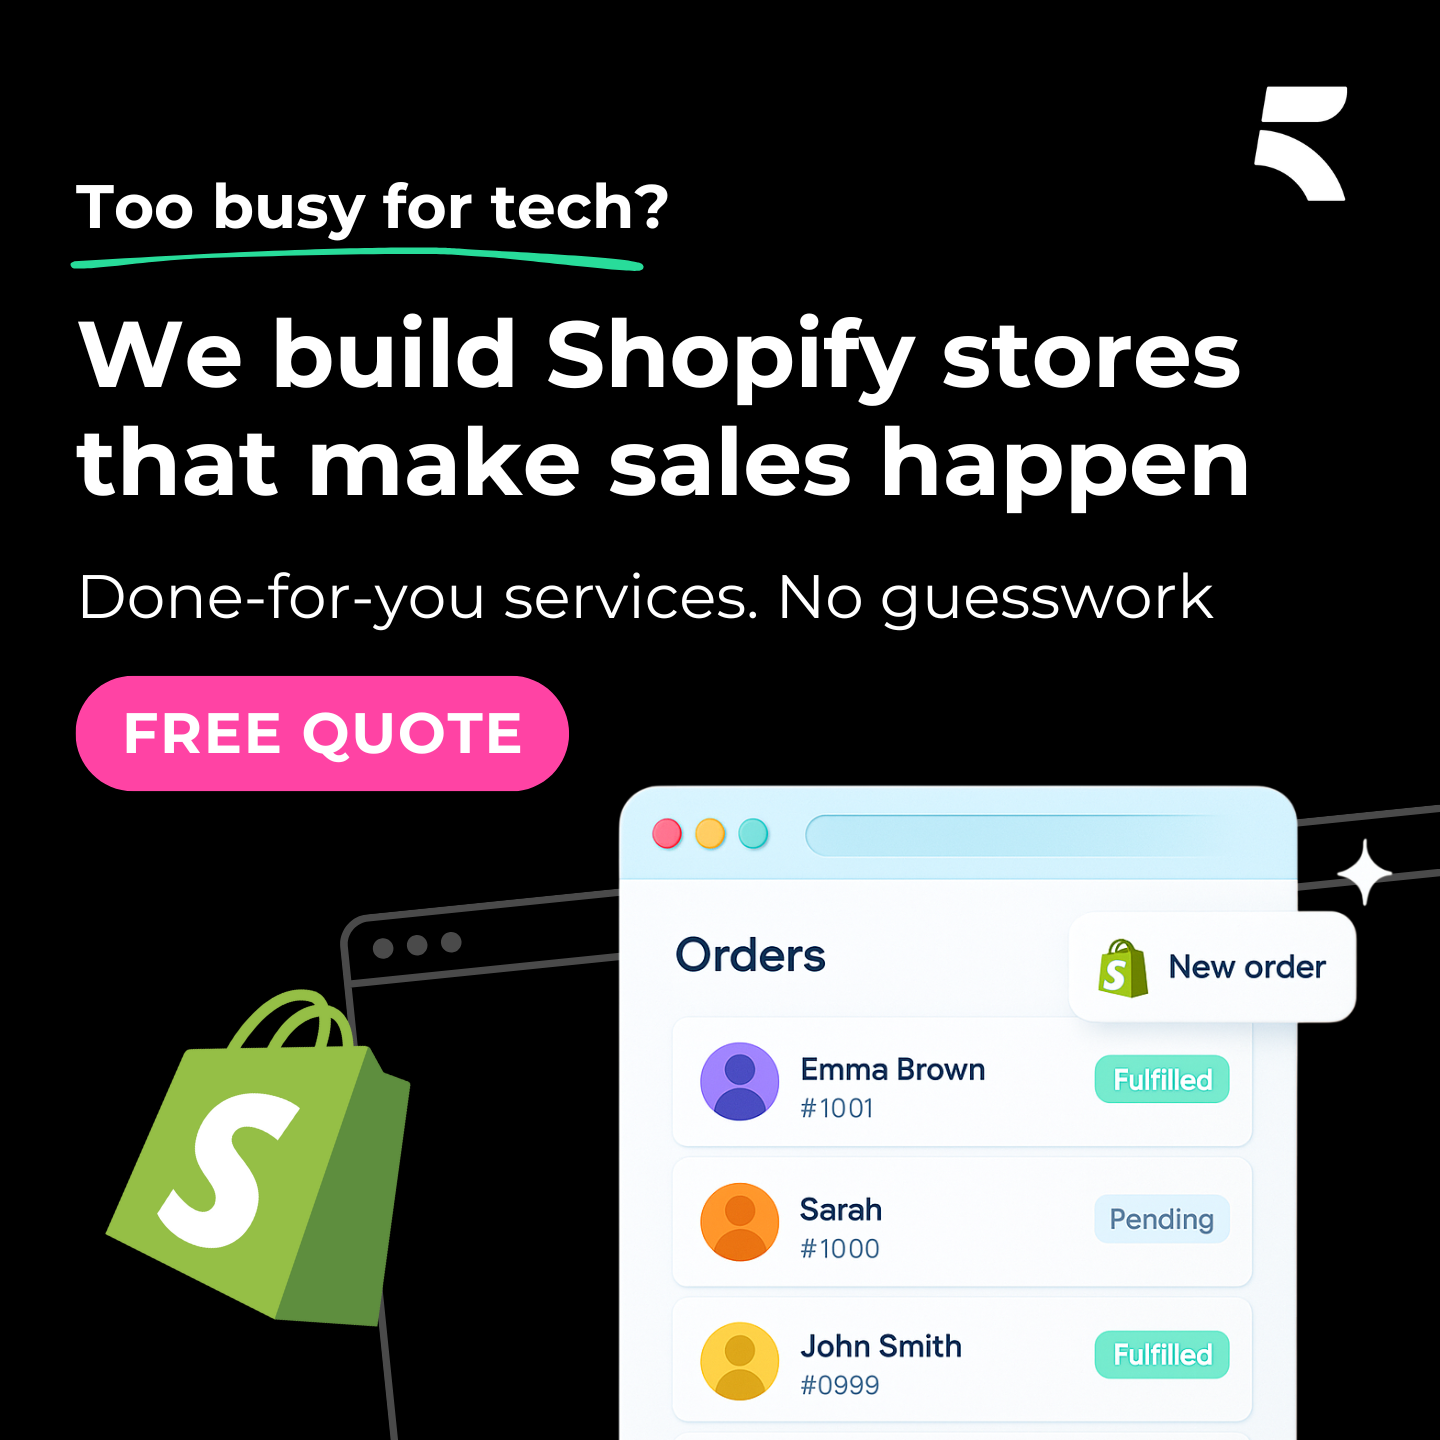 Too busy for tech?
We build Shopify stores
that make sales happen
Done-for-you services. No guesswork
FREE QUOTE
Orders
New order
Emma Brown
#1001
Fulfilled
Sarah
#1000
Pending
John Smith
#0999
Fulfilled
S
S